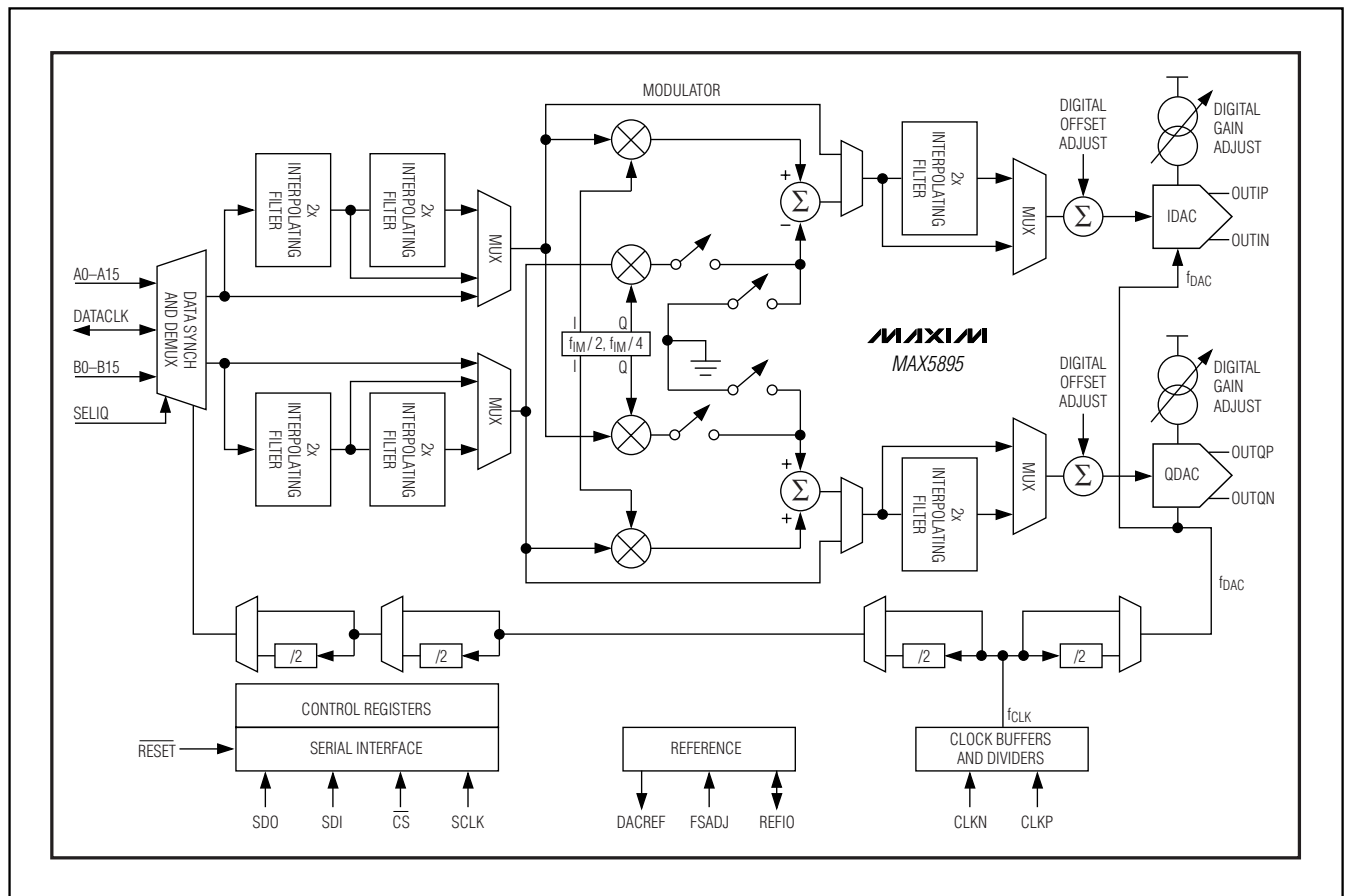 MODULATOR
DIGITAL
OFFSET
ADJUST
DIGITAL
GAIN
ADJUST
2x
INTERPOLATING
FILTER
2x
INTERPOLATING
FILTER
MUX
+
Σ
−
2x
INTERPOLATING
FILTER
MUX
Σ
IDAC
OUTIP
OUTIN
fDAC
A0–A15
DATACLK
B0–B15
SELIQ
DATA SYNCH
AND DEMUX
I
Q
fIM / 2, fIM / 4
I
Q
MAXIM
MAX5895
2x
INTERPOLATING
FILTER
2x
INTERPOLATING
FILTER
MUX
+
Σ
+
DIGITAL
OFFSET
ADJUST
DIGITAL
GAIN
ADJUST
2x
INTERPOLATING
FILTER
MUX
Σ
QDAC
OUTQP
OUTQN
fDAC
/2
/2
/2
/2
fCLK
CONTROL REGISTERS
SERIAL INTERFACE
RESET
SDO
SDI
CS
SCLK
REFERENCE
DACREF
FSADJ
REFIO
CLOCK BUFFERS
AND DIVIDERS
CLKN
CLKP